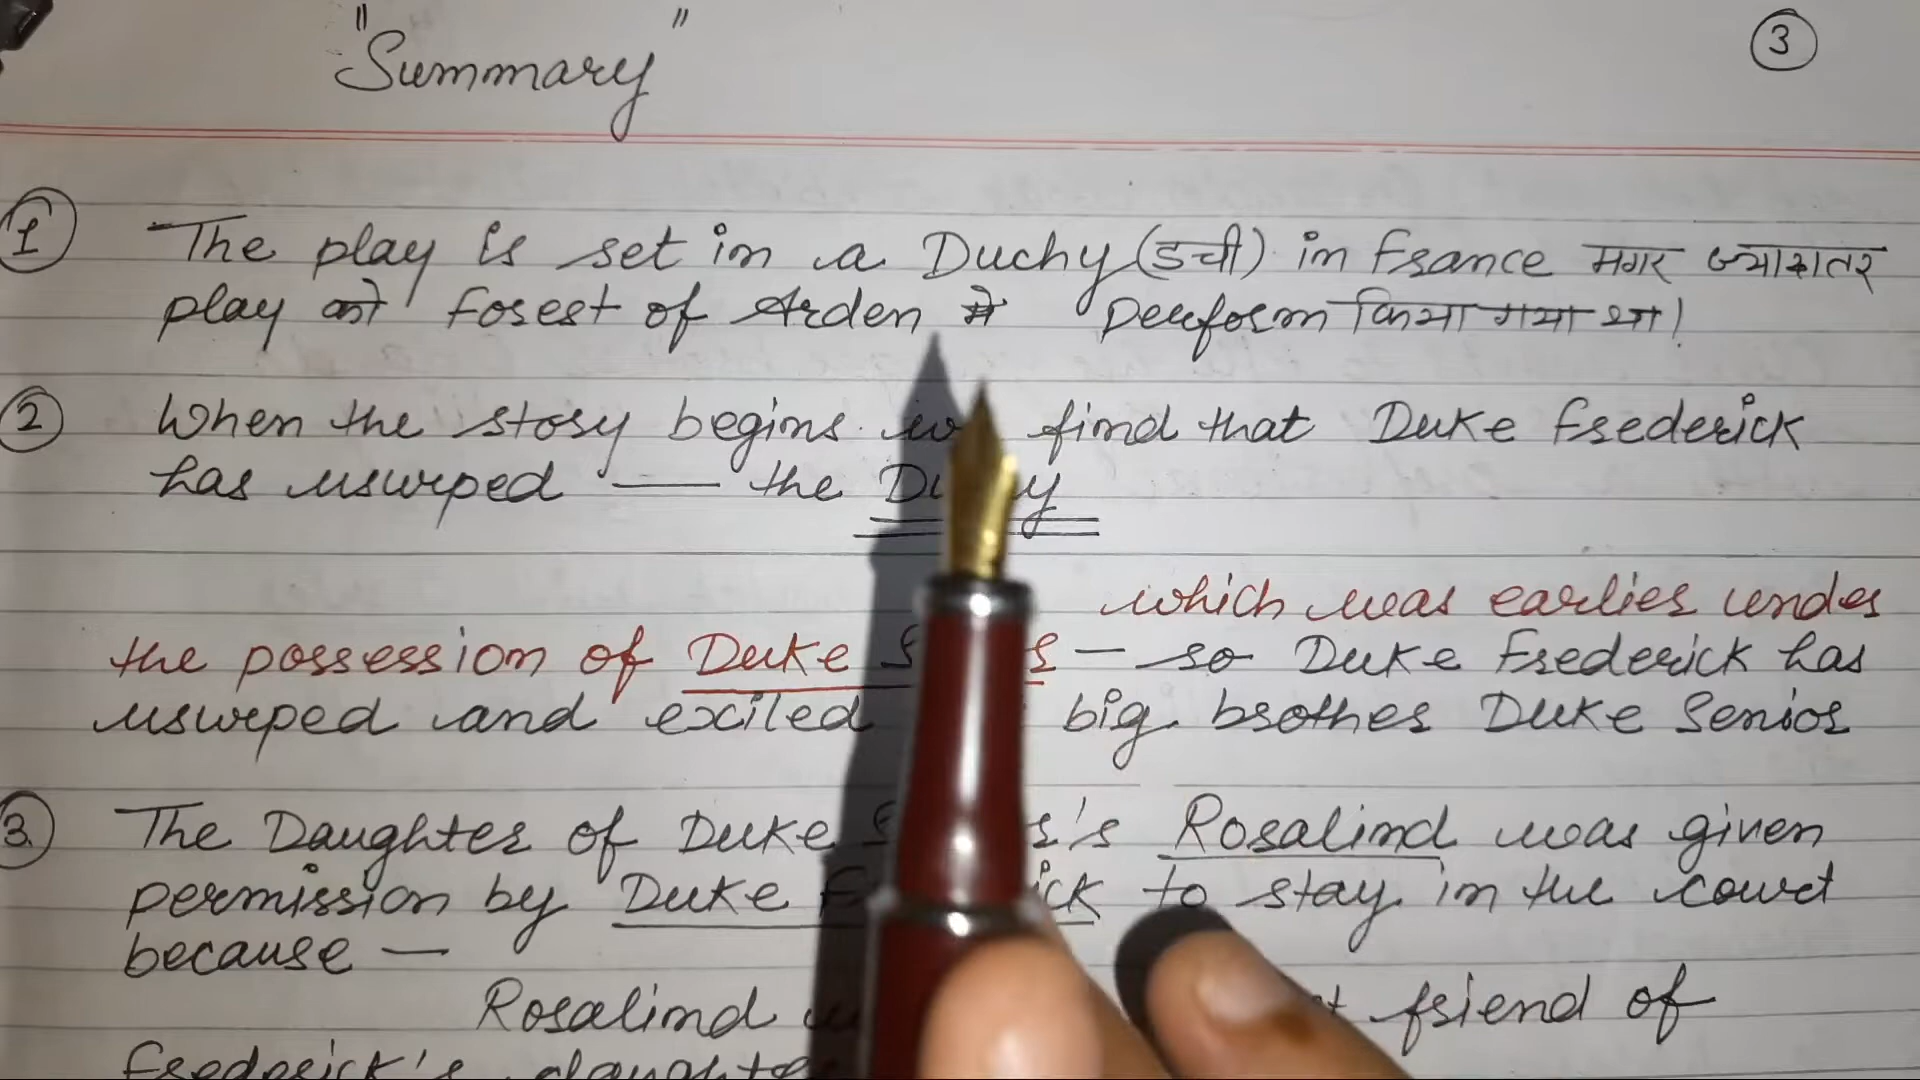 "Summary"
3
1 The play is set in a Duchy (डची) in France मगर ज्यादातर
play को forest of Arden में perform किया गया था।
2 When the story begins find that Duke Frederick
has usurped — the
which was earlier under
the possession of Duke — so Duke Frederick has
usurped and exiled big brother Duke Senior
3. The Daughter of Duke Rosalind was given
permission by Duke to stay in the court
because —
Rosalind friend of
Frederick's